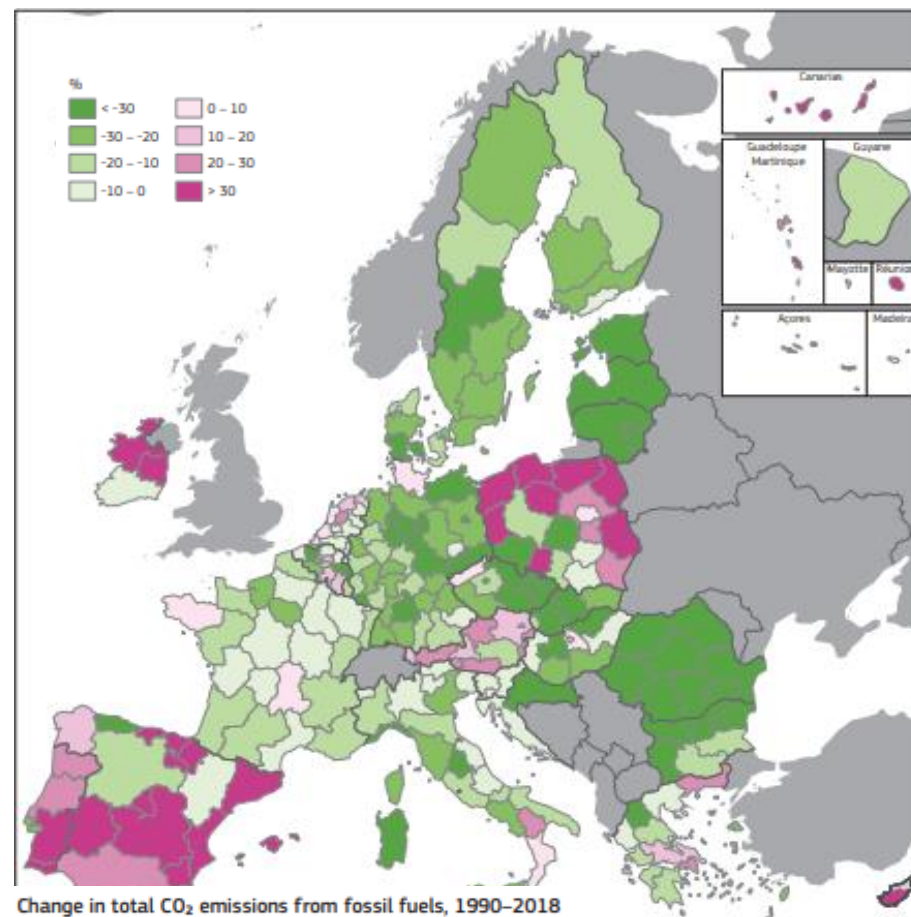 %
< -30
-30 – -20
-20 – -10
-10 – 0
0 – 10
10 – 20
20 – 30
> 30
Canarias
Guadeloupe
Martinique
Guyane
Mayotte
Réunion
Açores
Madeira
Change in total CO₂ emissions from fossil fuels, 1990–2018